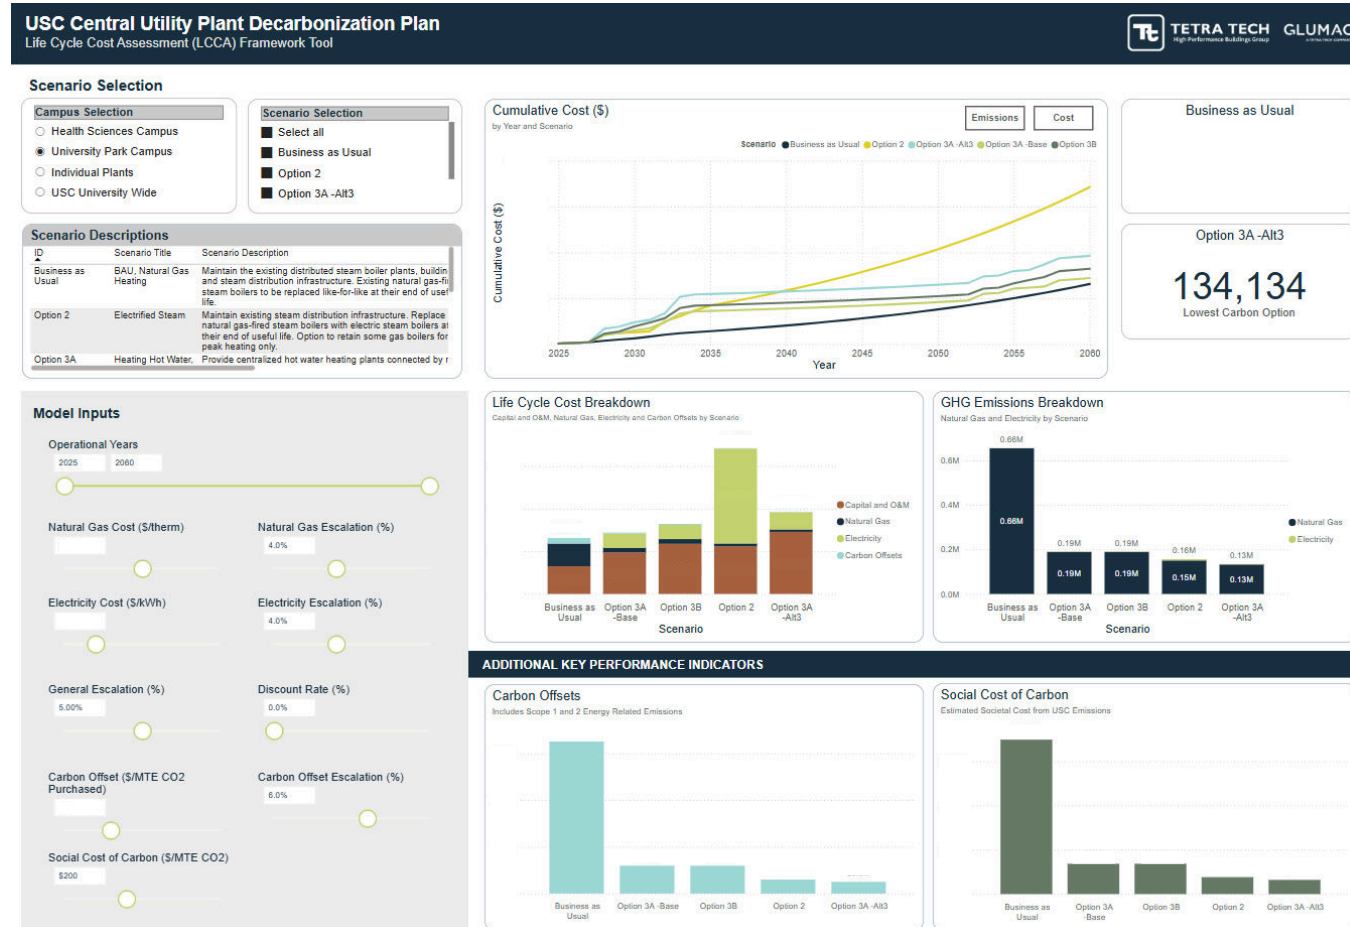 USC Central Utility Plant Decarbonization Plan
Life Cycle Cost Assessment (LCCA) Framework Tool
Tt
TETRA TECH
High Performance Buildings Group
GLUMAC
Scenario Selection
Campus Selection
Health Sciences Campus
University Park Campus
Individual Plants
USC University Wide
Scenario Selection
Select all
Business as Usual
Option 2
Option 3A -Alt3
Scenario Descriptions
ID Scenario Title Scenario Description
Business as Usual
BAU, Natural Gas Heating
Maintain the existing distributed steam boiler plants, buildin
and steam distribution infrastructure. Existing natural gas-fi
steam boilers to be replaced like-for-like at their end of usef
life.
Option 2
Electrified Steam
Maintain existing steam distribution infrastructure. Replace
natural gas-fired steam boilers with electric steam boilers at
their end of useful life. Option to retain some gas boilers for
peak heating only.
Option 3A
Heating Hot Water,
Provide centralized hot water heating plants connected by r
Cumulative Cost ($)
by Year and Scenario
Emissions
Cost
Scenario Business as Usual Option 2 Option 3A -Alt3 Option 3A -Base Option 3B
Cumulative Cost ($)
2025 2030 2035 2040 2045 2050 2055 2060
Year
Business as Usual
Option 3A -Alt3
134,134
Lowest Carbon Option
Model Inputs
Operational Years
2025 2060
Natural Gas Cost ($/therm)
Natural Gas Escalation (%)
4.0%
Electricity Cost ($/kWh)
Electricity Escalation (%)
4.0%
General Escalation (%)
5.00%
Discount Rate (%)
0.0%
Carbon Offset ($/MTE CO2
Purchased)
Carbon Offset Escalation (%)
6.0%
Social Cost of Carbon ($/MTE CO2)
$200
Life Cycle Cost Breakdown
Capital and O&M, Natural Gas, Electricity and Carbon Offsets by Scenario
Capital and O&M
Natural Gas
Electricity
Carbon Offsets
Business as Usual
Option 3A -Base
Option 3B
Option 2
Option 3A -Alt3
Scenario
GHG Emissions Breakdown
Natural Gas and Electricity by Scenario
0.6M
0.4M
0.2M
0.0M
0.66M
0.66M
0.19M
0.19M
0.19M
0.19M
0.16M
0.15M
0.13M
0.13M
Natural Gas
Electricity
Business as Usual
Option 3A -Base
Option 3B
Option 2
Option 3A -Alt3
Scenario
ADDITIONAL KEY PERFORMANCE INDICATORS
Carbon Offsets
Includes Scope 1 and 2 Energy Related Emissions
Business as Usual
Option 3A -Base
Option 3B
Option 2
Option 3A -Alt3
Social Cost of Carbon
Estimated Societal Cost from USC Emissions
Business as Usual
Option 3A -Base
Option 3B
Option 2
Option 3A -Alt3